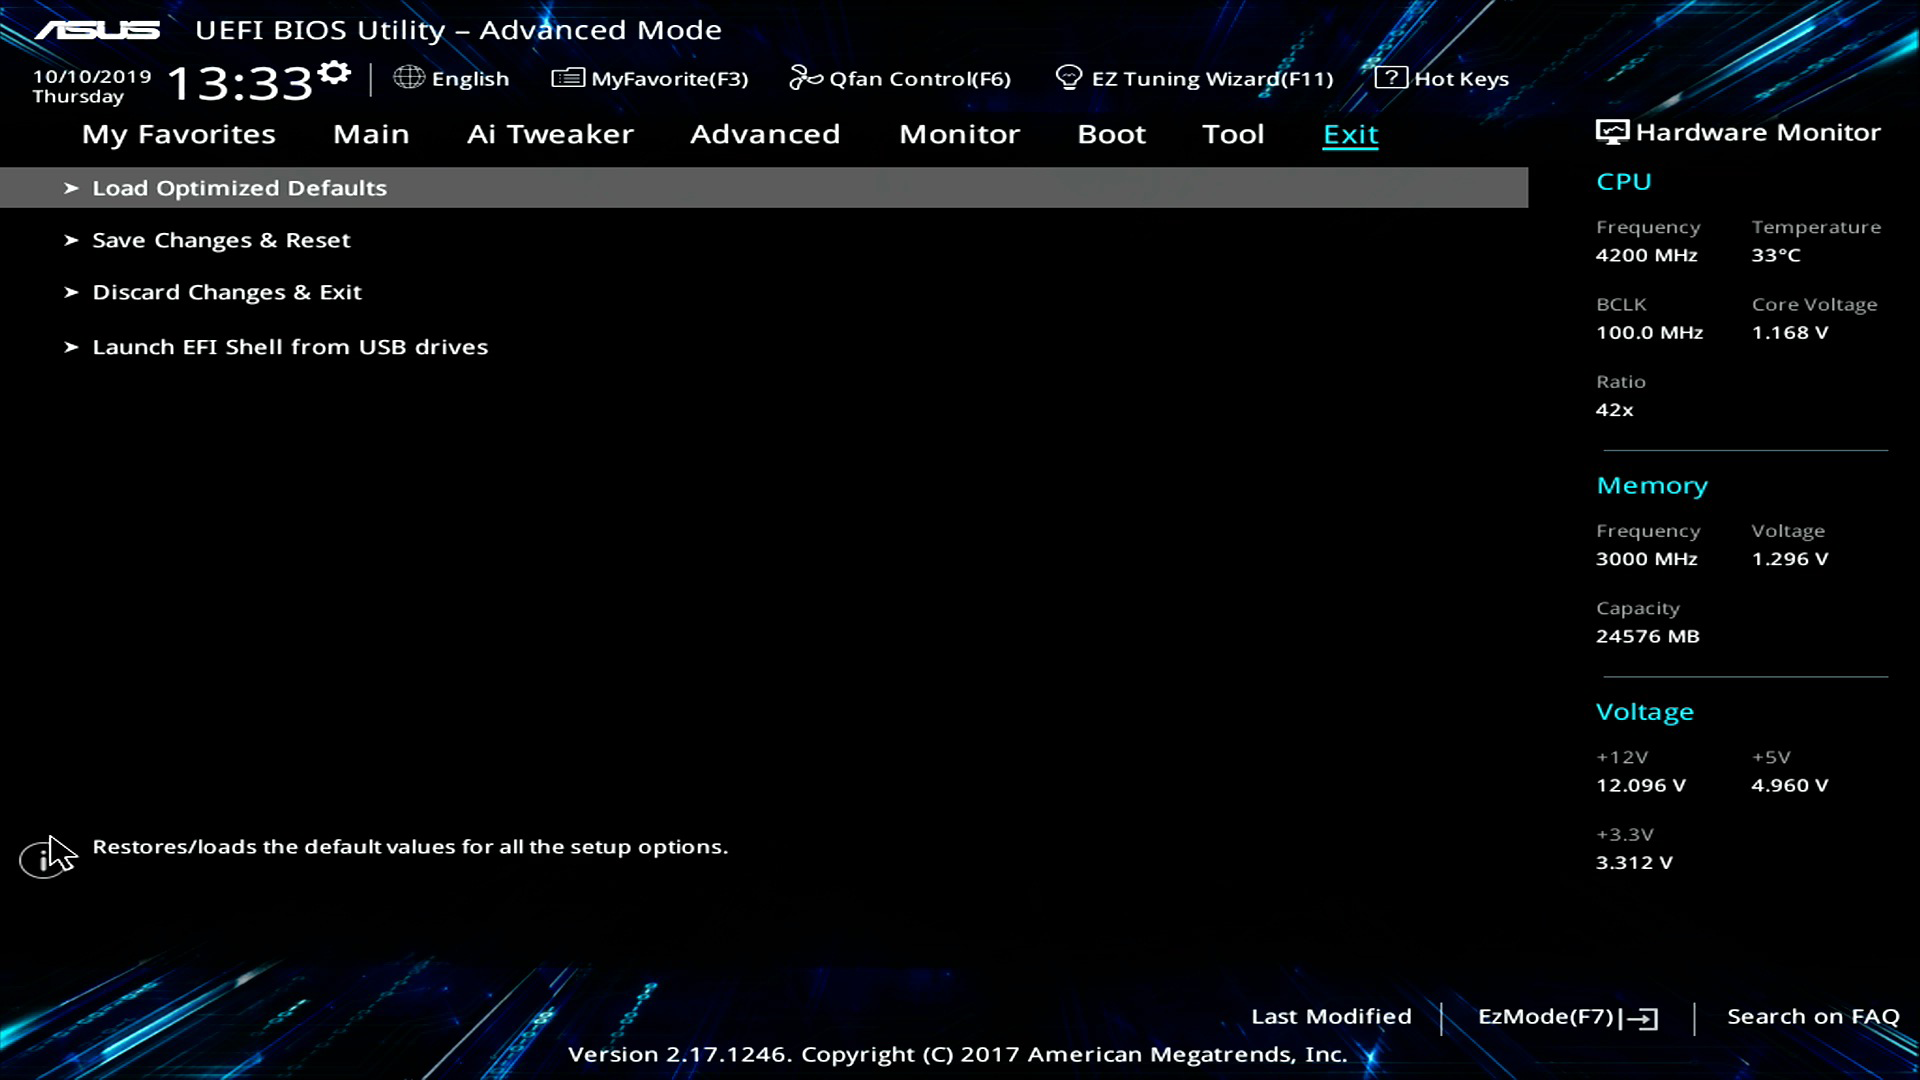 ASUS UEFI BIOS Utility – Advanced Mode
10/10/2019
Thursday
13:33
English
MyFavorite(F3)
Qfan Control(F6)
EZ Tuning Wizard(F11)
? Hot Keys
My Favorites
Main
Ai Tweaker
Advanced
Monitor
Boot
Tool
Exit
Load Optimized Defaults
Save Changes & Reset
Discard Changes & Exit
Launch EFI Shell from USB drives
Restores/loads the default values for all the setup options.
Hardware Monitor
CPU
Frequency Temperature
4200 MHz 33°C
BCLK Core Voltage
100.0 MHz 1.168 V
Ratio
42x
Memory
Frequency Voltage
3000 MHz 1.296 V
Capacity
24576 MB
Voltage
+12V +5V
12.096 V 4.960 V
+3.3V
3.312 V
Last Modified
EzMode(F7)
Search on FAQ
Version 2.17.1246. Copyright (C) 2017 American Megatrends, Inc.